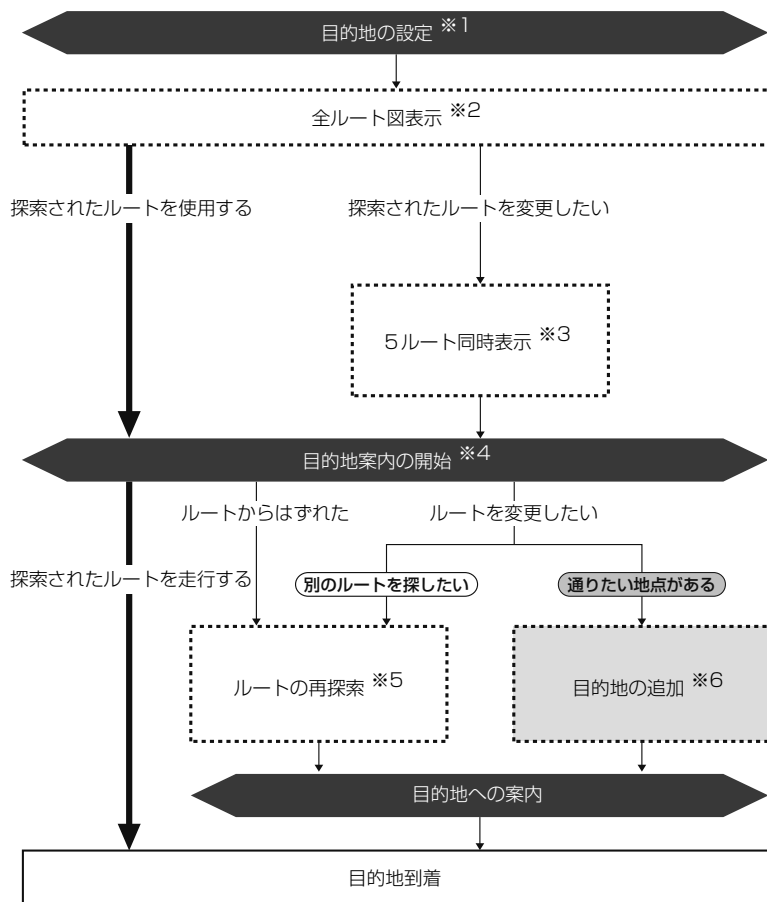 目的地の設定 ※1
全ルート図表示 ※2
探索されたルートを使用する
探索されたルートを変更したい
5ルート同時表示 ※3
目的地案内の開始 ※4
ルートからはずれた
ルートを変更したい
探索されたルートを走行する
別のルートを探したい
通りたい地点がある
ルートの再探索 ※5
目的地の追加 ※6
目的地への案内
目的地到着